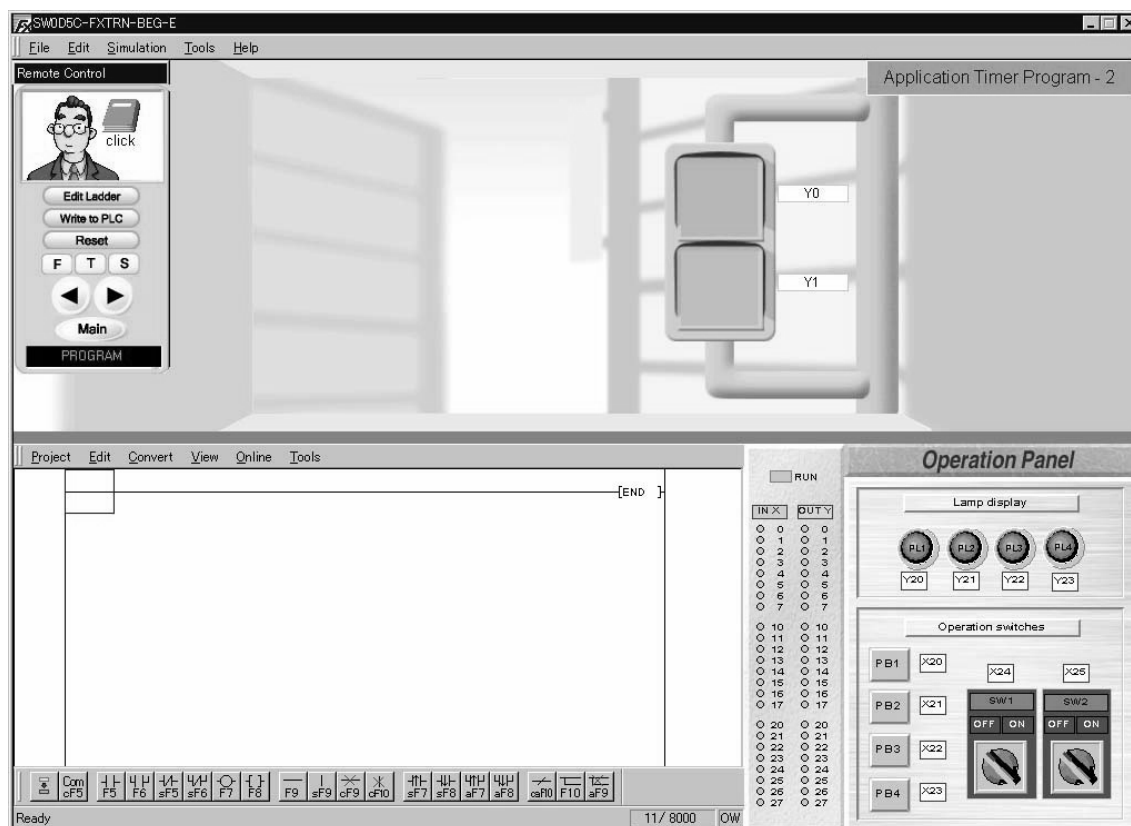 SW0D5C-FXTRN-BEG-E
File Edit Simulation Tools Help
Remote Control
click
Edit Ladder
Write to PLC
Reset
F T S
Main
PROGRAM
Application Timer Program - 2
Y0
Y1
Project Edit Convert View Online Tools
[END ]
RUN
IN X OUT Y
0 0
1 1
2 2
3 3
4 4
5 5
6 6
7 7
10 10
11 11
12 12
13 13
14 14
15 15
16 16
17 17
20 20
21 21
22 22
23 23
24 24
25 25
26 26
27 27
Operation Panel
Lamp display
PL1 PL2 PL3 PL4
Y20 Y21 Y22 Y23
Operation switches
PB1 X20
PB2 X21
PB3 X22
PB4 X23
X24 X25
SW1 SW2
OFF ON OFF ON
Com
cF5 F5 F6 sF5 sF6 F7 F8 F9 sF9 cF9 cF10 sF7 sF8 aF7 aF8 caF10 F10 aF9
Ready 11/ 8000 OW